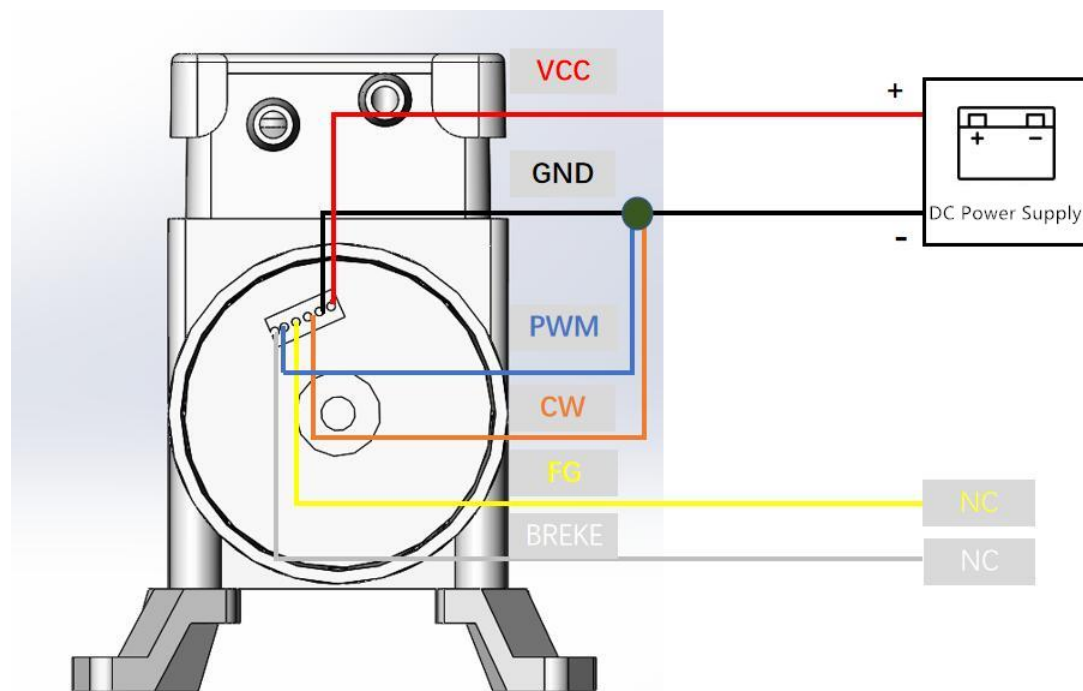 VCC
+
+ -
GND
DC Power Supply
-
PWM
CW
FG
NC
BREKE
NC